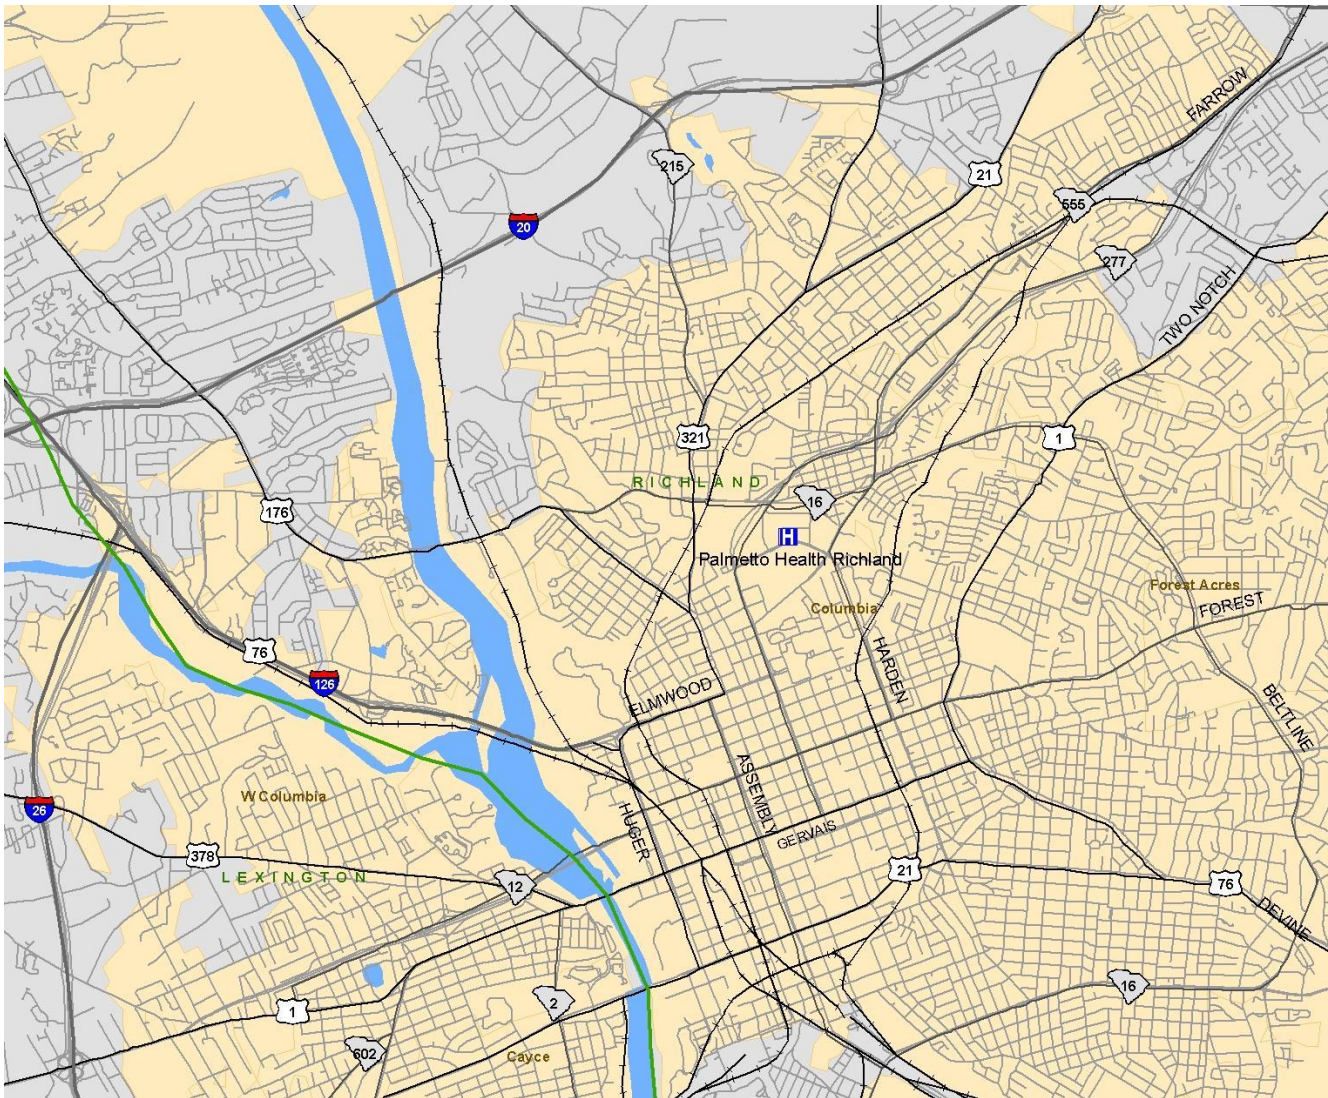 FARROW
215
21
555
20
277
TWO NOTCH
321
1
RICHLAND
16
176
Palmetto Health Richland
H
Forest Acres
FOREST
Columbia
76
126
HARDEN
ELMWOOD
BELTLINE
W Columbia
ASSEMBLY
26
HUGER
GERVAIS
378
LEXINGTON
12
21
76
DEVINE
16
2
1
602
Cayce